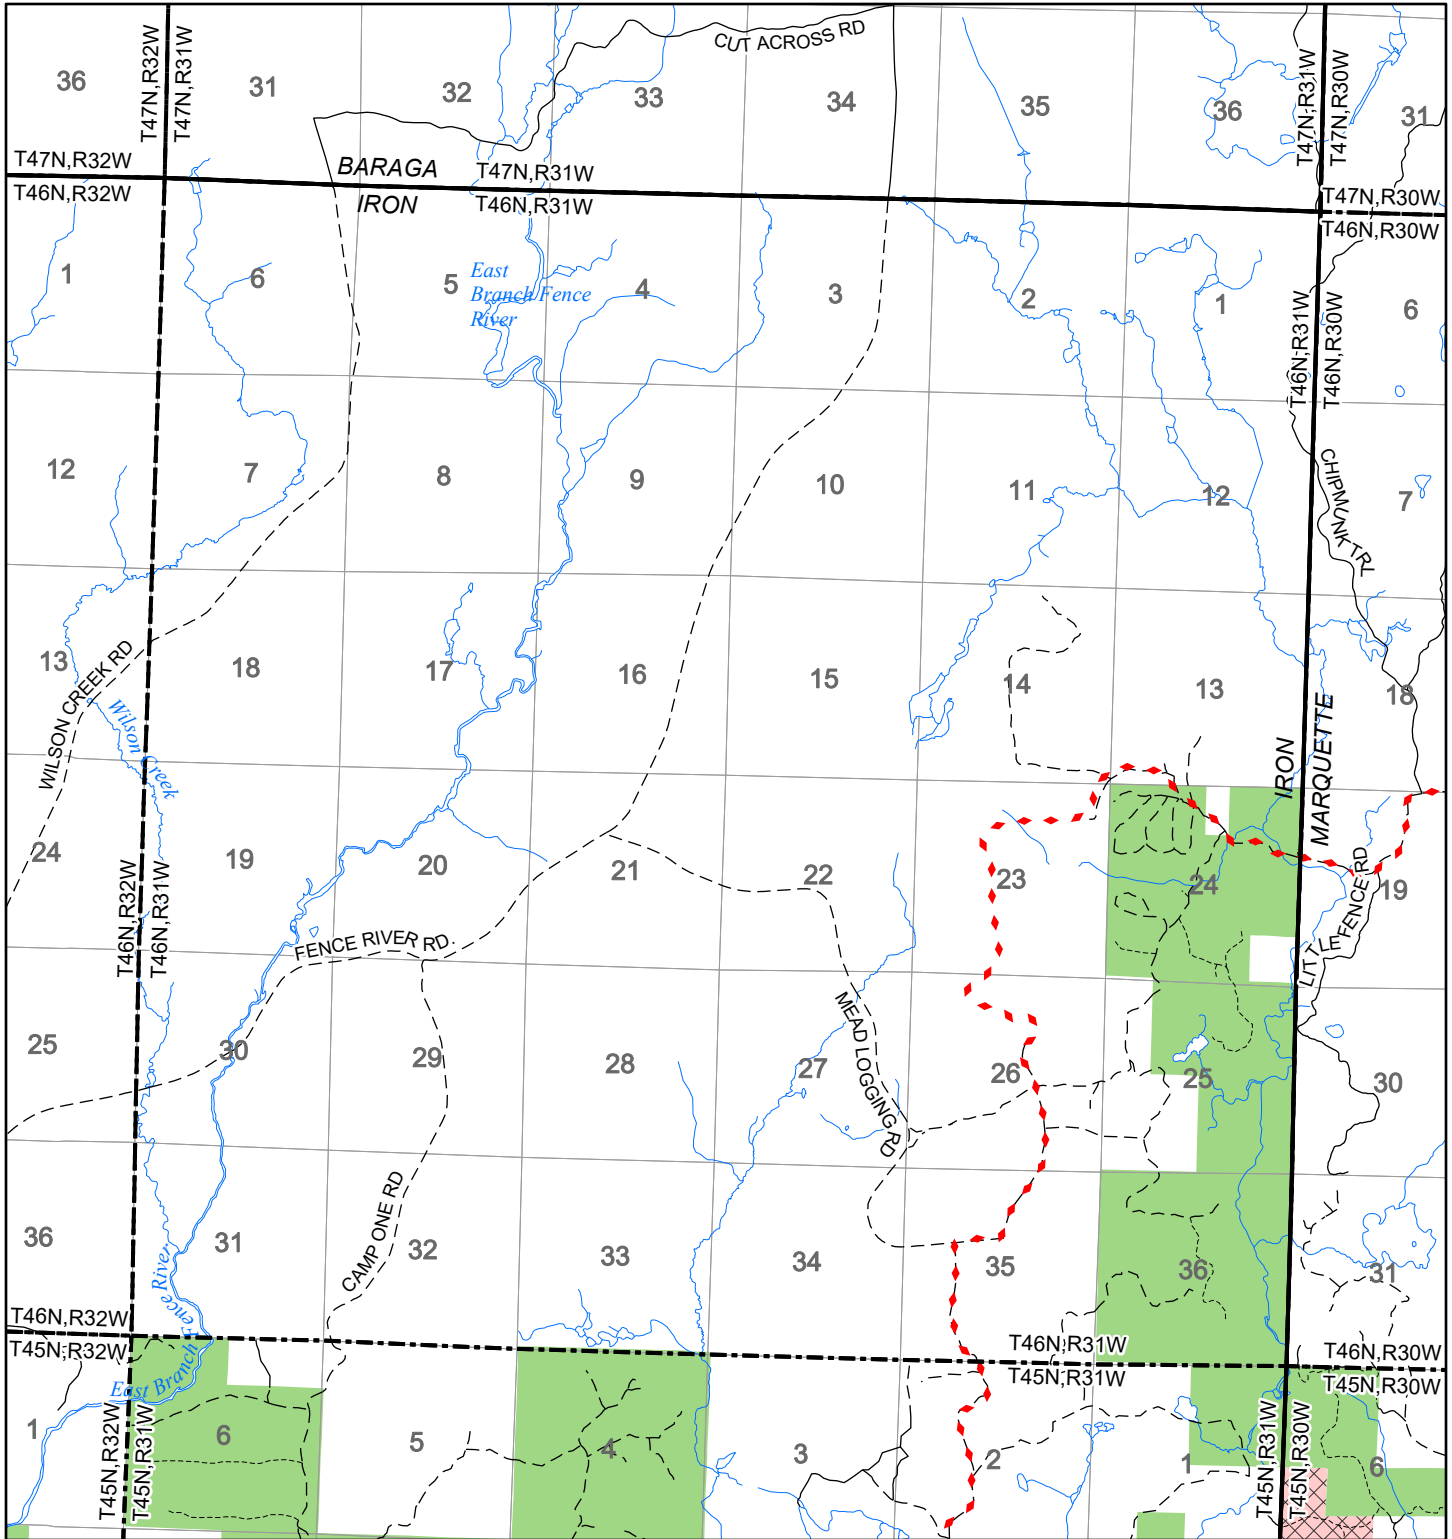 CUT ACROSS RD
36
31
32
33
34
35
36
31
T47N,R32W
T47N,R31W
T47N,R31W
T47N,R30W
T47N,R32W
BARAGA
T47N,R31W
T47N,R30W
T46N,R32W
IRON
T46N,R31W
T46N,R30W
1
6
5
East
Branch Fence
River
4
3
2
1
6
T46N,R31W
T46N,R30W
12
7
8
9
10
11
12
7
CHIPMUNK TRL
13
18
17
16
15
14
13
18
WILSON CREEK RD
Wilson Creek
IRON
MARQUETTE
24
19
20
21
22
23
24
19
T46N,R32W
T46N,R31W
FENCE RIVER RD.
LITTLE FENCE RD
MEAD LOGGING RD
25
30
29
28
27
26
25
30
CAMP ONE RD
36
31
32
33
34
35
36
31
East Branch Fence River
T46N,R32W
T46N,R31W
T46N,R30W
T45N,R32W
T45N,R31W
T45N,R30W
1
6
5
4
3
2
1
6
T45N,R32W
T45N,R31W
T45N,R31W
T45N,R30W